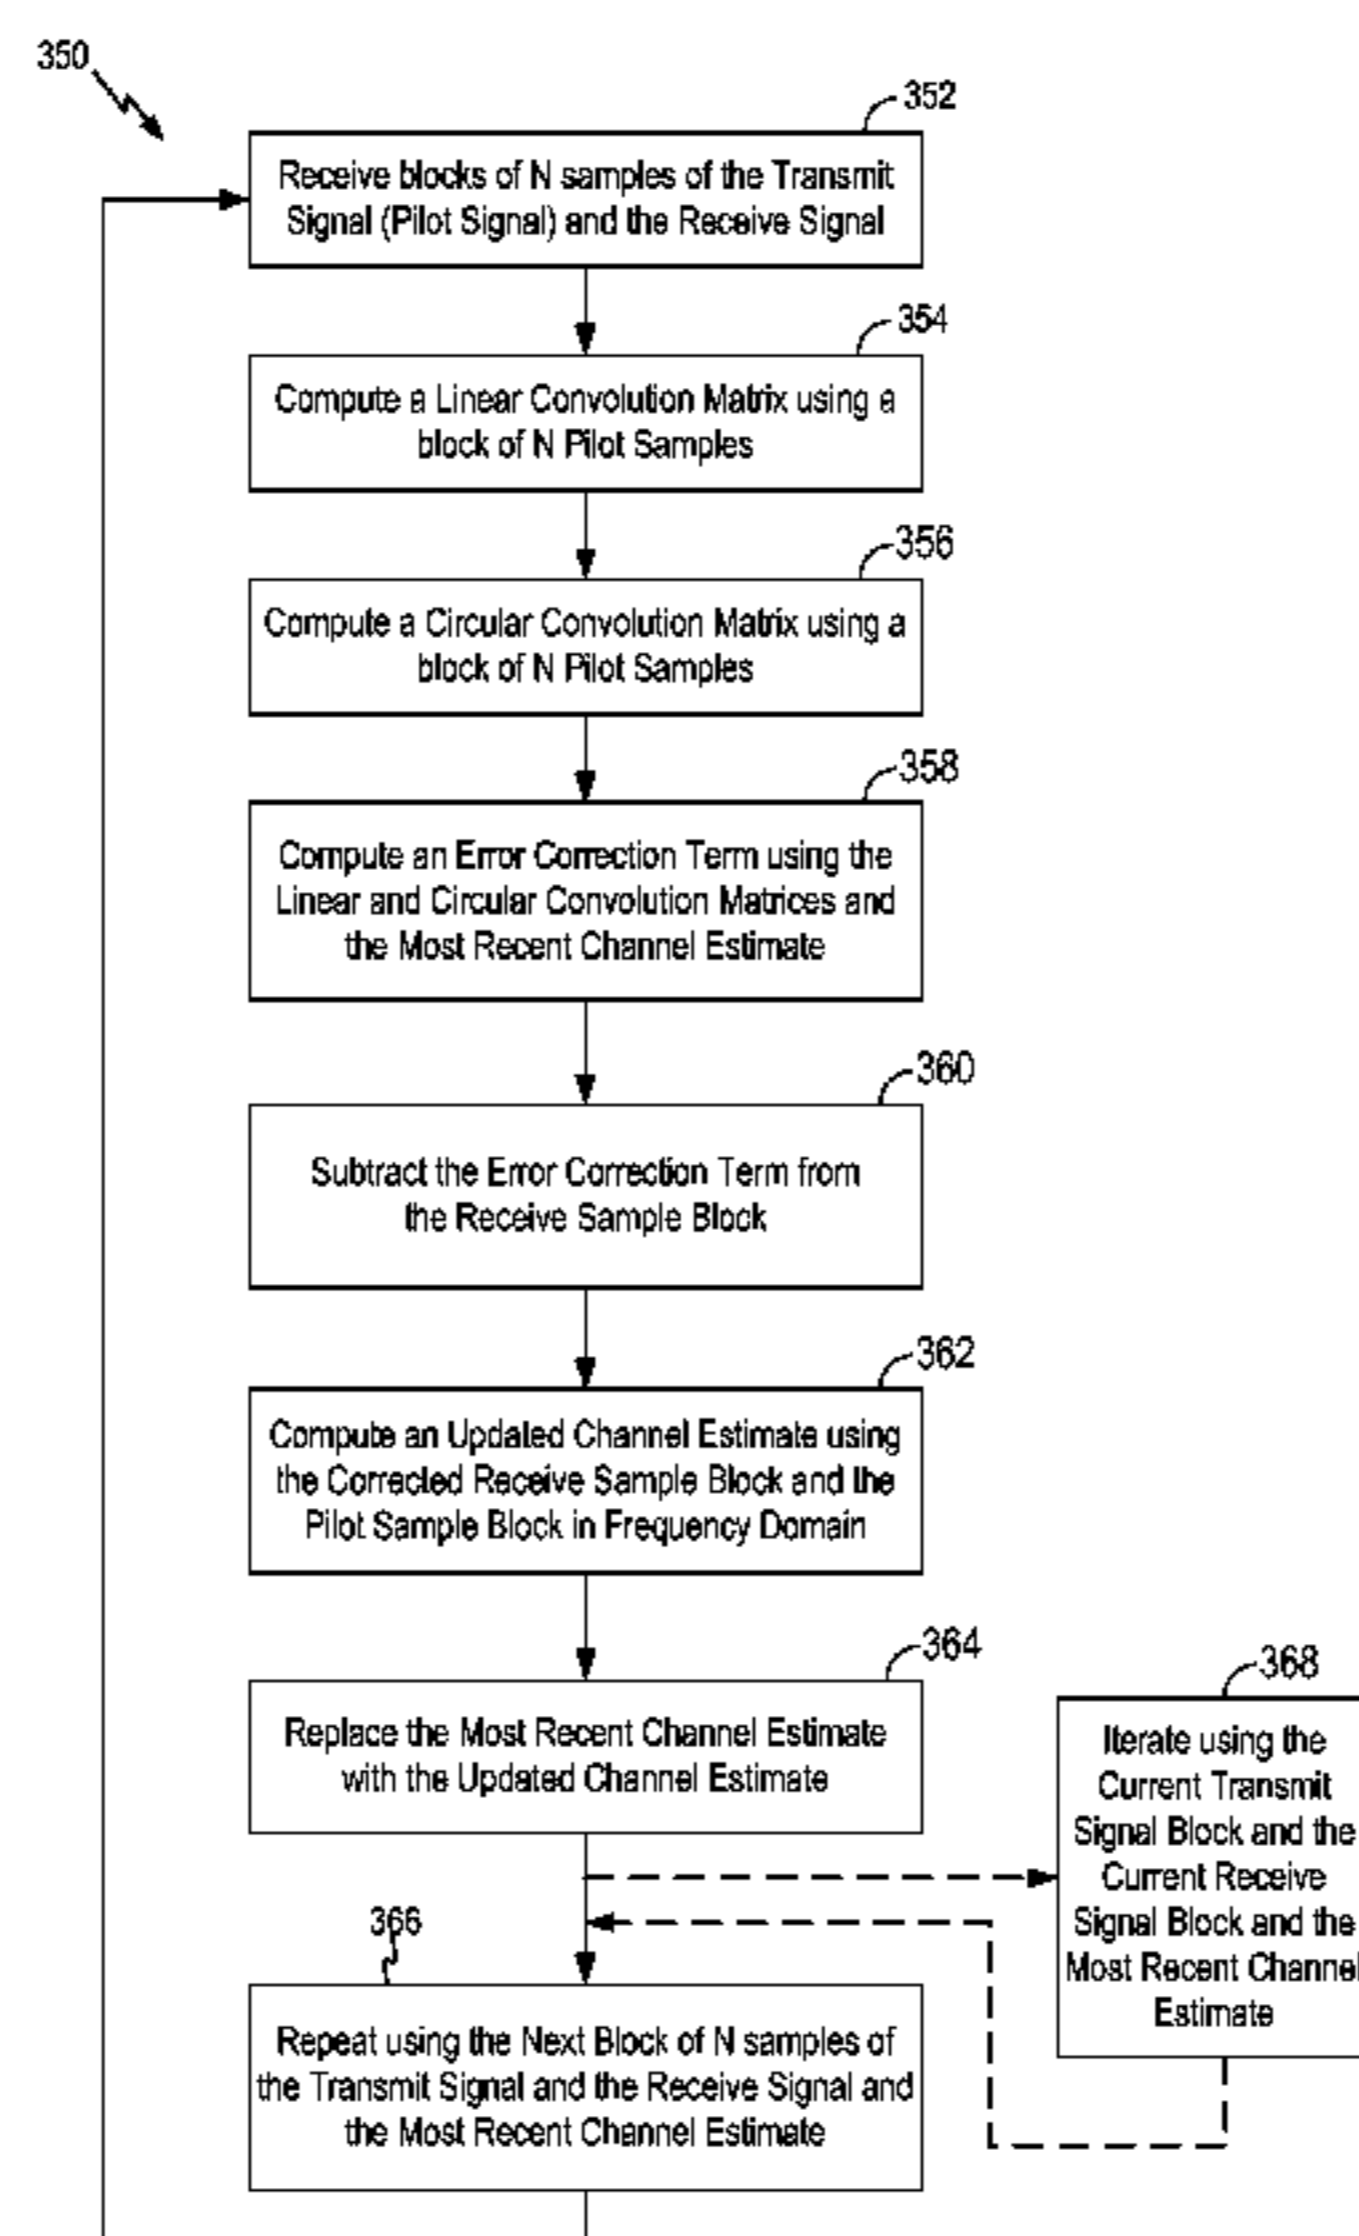 350
352
Receive blocks of N samples of the Transmit
Signal (Pilot Signal) and the Receive Signal
354
Compute a Linear Convolution Matrix using a
block of N Pilot Samples
356
Compute a Circular Convolution Matrix using a
block of N Pilot Samples
358
Compute an Error Correction Term using the
Linear and Circular Convolution Matrices and
the Most Recent Channel Estimate
360
Subtract the Error Correction Term from
the Receive Sample Block
362
Compute an Updated Channel Estimate using
the Corrected Receive Sample Block and the
Pilot Sample Block in Frequency Domain
364
Replace the Most Recent Channel Estimate
with the Updated Channel Estimate
368
Iterate using the
Current Transmit
Signal Block and the
Current Receive
Signal Block and the
Most Recent Channel
Estimate
366
Repeat using the Next Block of N samples of
the Transmit Signal and the Receive Signal and
the Most Recent Channel Estimate